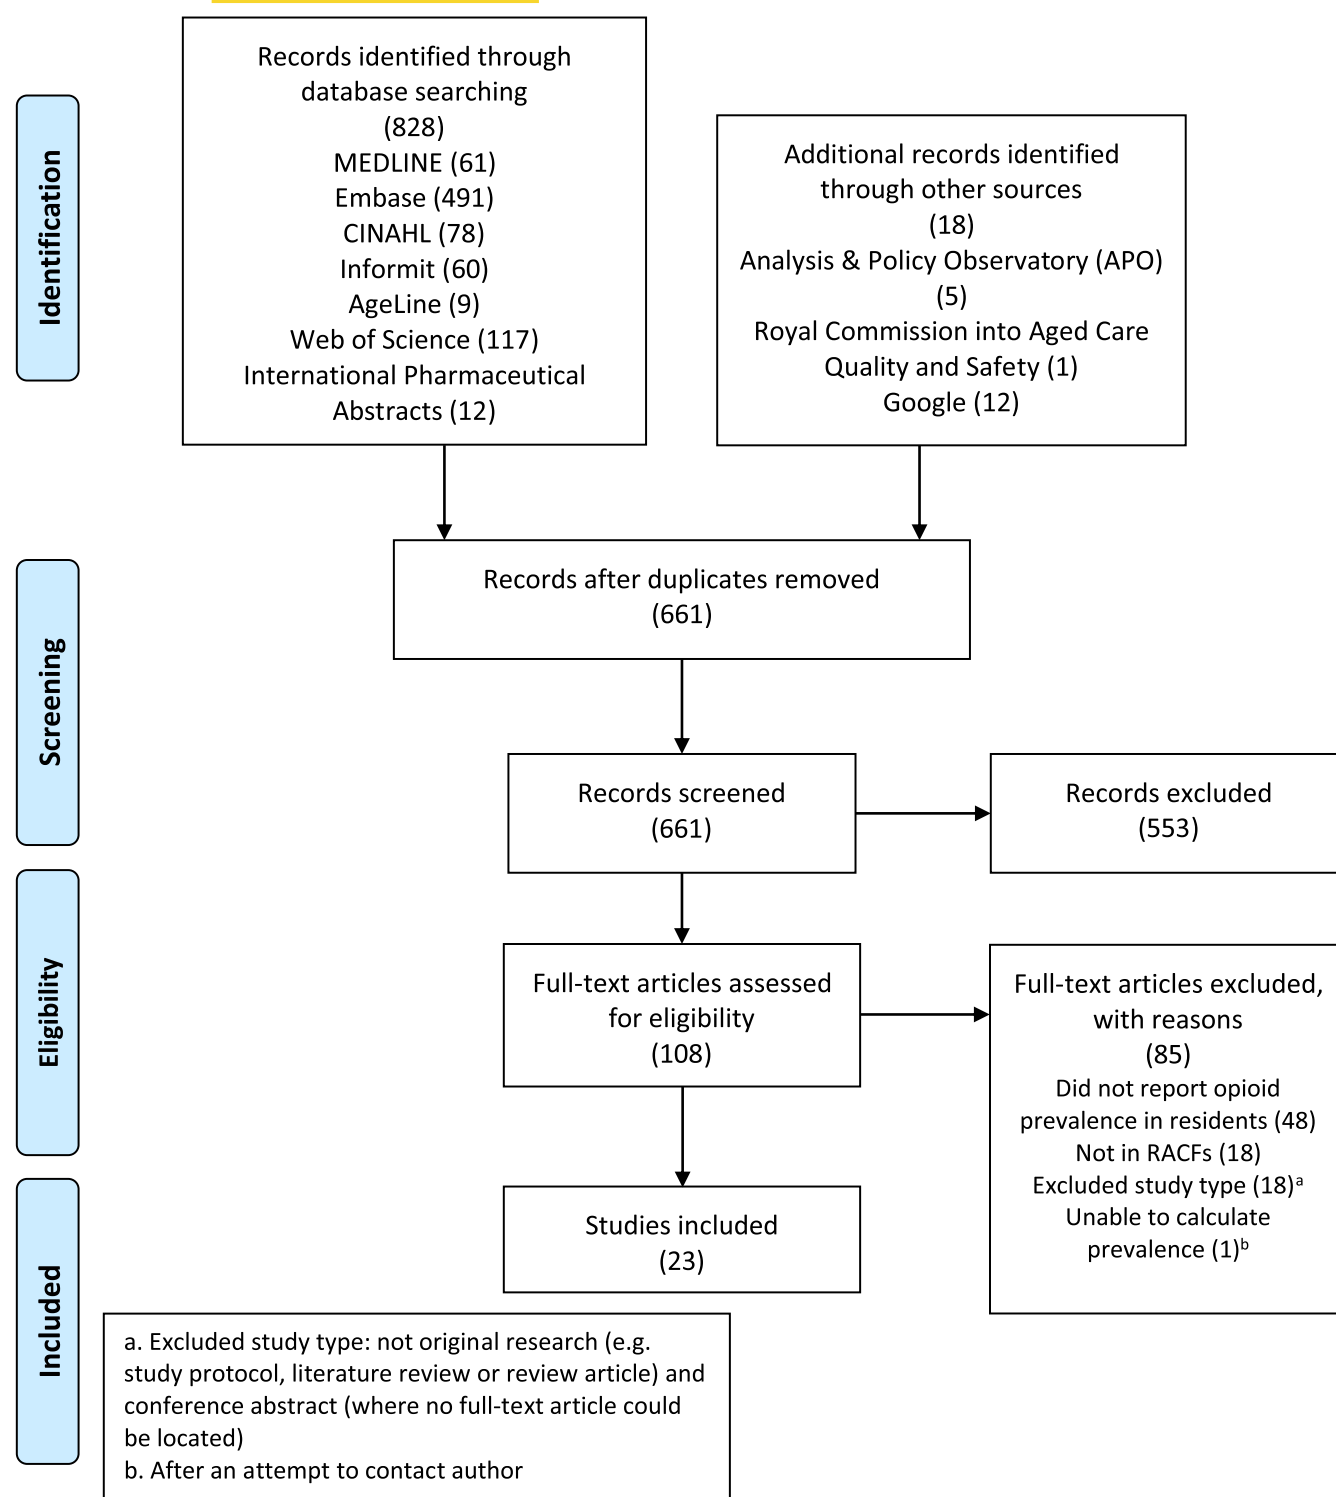 Identification
Records identified through
database searching
(828)
MEDLINE (61)
Embase (491)
CINAHL (78)
Informit (60)
AgeLine (9)
Web of Science (117)
International Pharmaceutical
Abstracts (12)
Additional records identified
through other sources
(18)
Analysis & Policy Observatory (APO)
(5)
Royal Commission into Aged Care
Quality and Safety (1)
Google (12)
Screening
Records after duplicates removed
(661)
Records screened
(661)
Records excluded
(553)
Eligibility
Full-text articles assessed
for eligibility
(108)
Full-text articles excluded,
with reasons
(85)
Did not report opioid
prevalence in residents (48)
Not in RACFs (18)
Excluded study type (18)ᵃ
Unable to calculate
prevalence (1)ᵇ
Included
Studies included
(23)
a. Excluded study type: not original research (e.g.
study protocol, literature review or review article) and
conference abstract (where no full-text article could
be located)
b. After an attempt to contact author